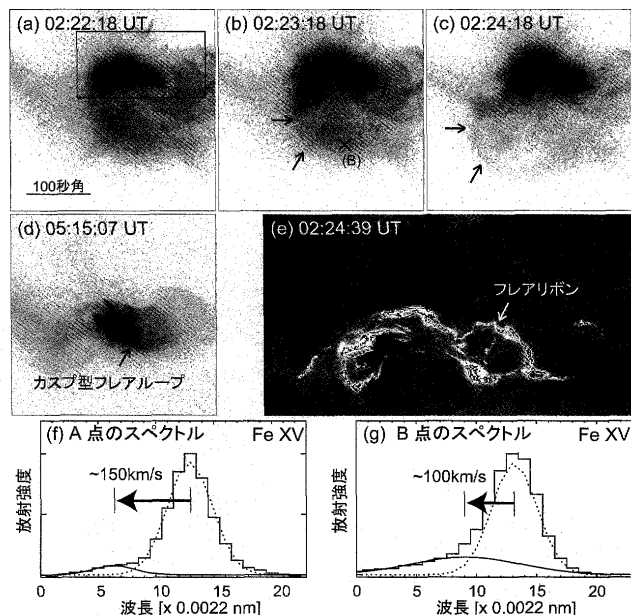 (a) 02:22:18 UT
(b) 02:23:18 UT
(c) 02:24:18 UT
100秒角
(B)
(d) 05:15:07 UT
カスプ型フレアループ
(e) 02:24:39 UT
フレアリボン
(f) A 点のスペクトル Fe XV
~150km/s
放射強度
0 5 10 15 20
波長 [x 0.0022 nm]
(g) B 点のスペクトル Fe XV
~100km/s
放射強度
0 5 10 15 20
波長 [x 0.0022 nm]